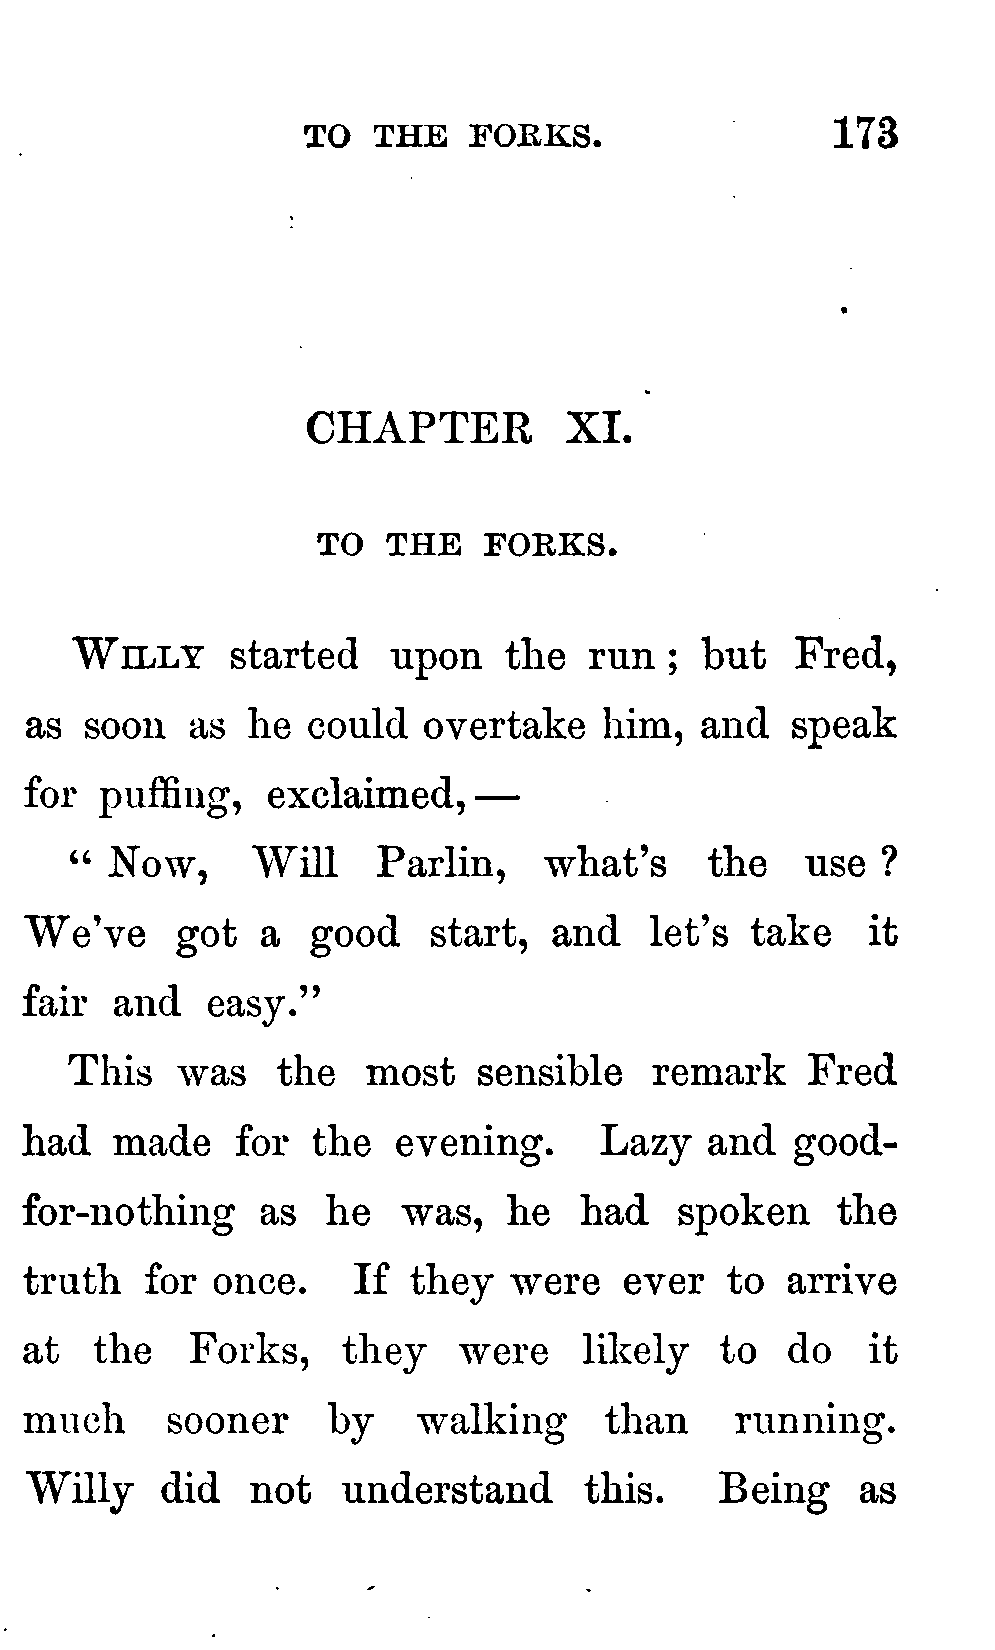 TO THE FORKS. 173
CHAPTER XI.
TO THE FORKS.
WILLY started upon the run ; but Fred,
as soon as he could overtake him, and speak
for puffing, exclaimed, —
“ Now, Will Parlin, what's the use ?
We've got a good start, and let's take it
fair and easy.”
This was the most sensible remark Fred
had made for the evening. Lazy and good-
for-nothing as he was, he had spoken the
truth for once. If they were ever to arrive
at the Forks, they were likely to do it
much sooner by walking than running.
Willy did not understand this. Being as